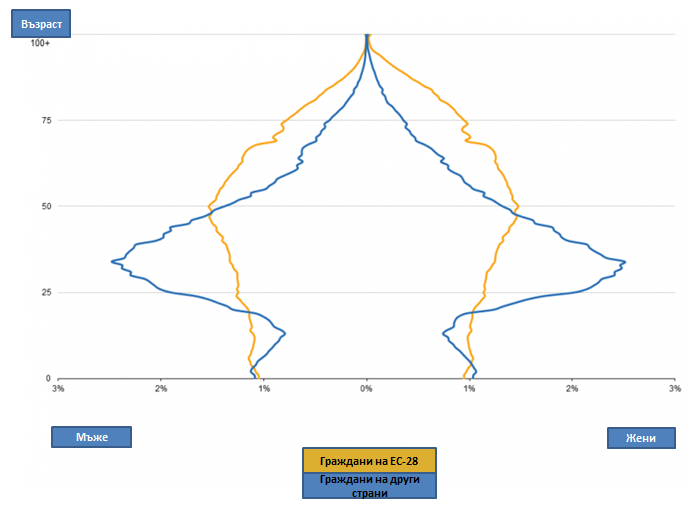 Възраст
100+
75
50
25
0
3% 2% 1% 0% 1% 2% 3%
Мъже Жени
Граждани на ЕС-28
Граждани на други
страни